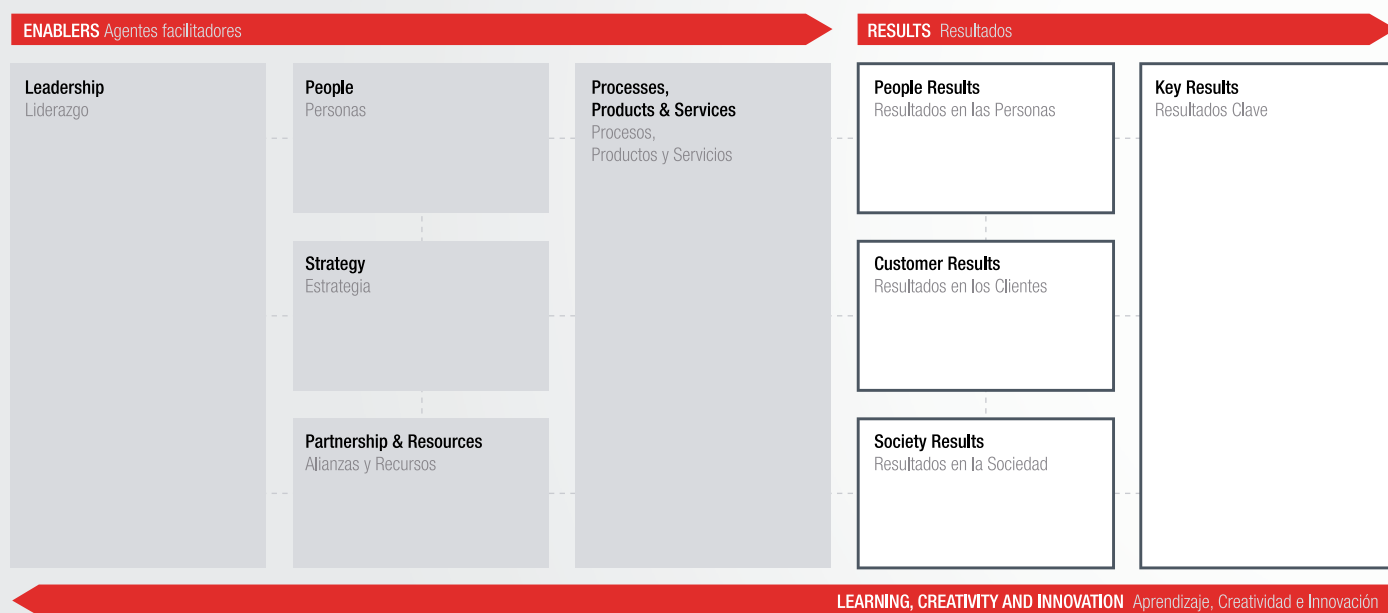 ENABLERS Agentes facilitadores
RESULTS Resultados
Leadership
Liderazgo
People
Personas
Processes,
Products & Services
Procesos,
Productos y Servicios
People Results
Resultados en las Personas
Key Results
Resultados Clave
Strategy
Estrategia
Customer Results
Resultados en los Clientes
Partnership & Resources
Alianzas y Recursos
Society Results
Resultados en la Sociedad
LEARNING, CREATIVITY AND INNOVATION Aprendizaje, Creatividad e Innovación